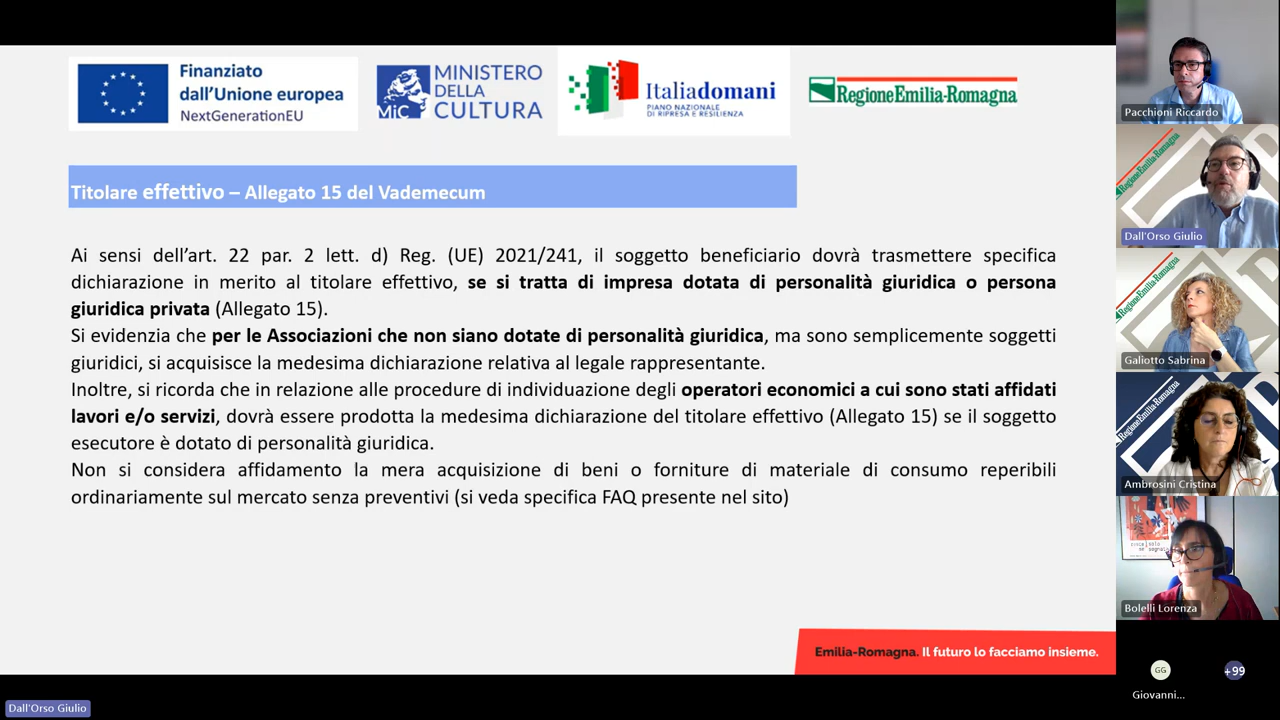 Finanziato
dall'Unione europea
NextGenerationEU
MiC
MINISTERO
DELLA
CULTURA
Italiadomani
PIANO NAZIONALE
DI RIPRESA E RESILIENZA
RegioneEmilia-Romagna
Titolare effettivo – Allegato 15 del Vademecum
Ai sensi dell'art. 22 par. 2 lett. d) Reg. (UE) 2021/241, il soggetto beneficiario dovrà trasmettere specifica
dichiarazione in merito al titolare effettivo, se si tratta di impresa dotata di personalità giuridica o persona
giuridica privata (Allegato 15).
Si evidenzia che per le Associazioni che non siano dotate di personalità giuridica, ma sono semplicemente soggetti
giuridici, si acquisisce la medesima dichiarazione relativa al legale rappresentante.
Inoltre, si ricorda che in relazione alle procedure di individuazione degli operatori economici a cui sono stati affidati
lavori e/o servizi, dovrà essere prodotta la medesima dichiarazione del titolare effettivo (Allegato 15) se il soggetto
esecutore è dotato di personalità giuridica.
Non si considera affidamento la mera acquisizione di beni o forniture di materiale di consumo reperibili
ordinariamente sul mercato senza preventivi (si veda specifica FAQ presente nel sito)
Emilia-Romagna. Il futuro lo facciamo insieme.
Dall'Orso Giulio
Pacchioni Riccardo
RegioneEmilia-Romagna
Dall'Orso Giulio
RegioneEmilia-Romagna
Galiotto Sabrina
RegioneEmilia-Romagna
Ambrosini Cristina
Bolelli Lorenza
GG
+99
Giovanni...